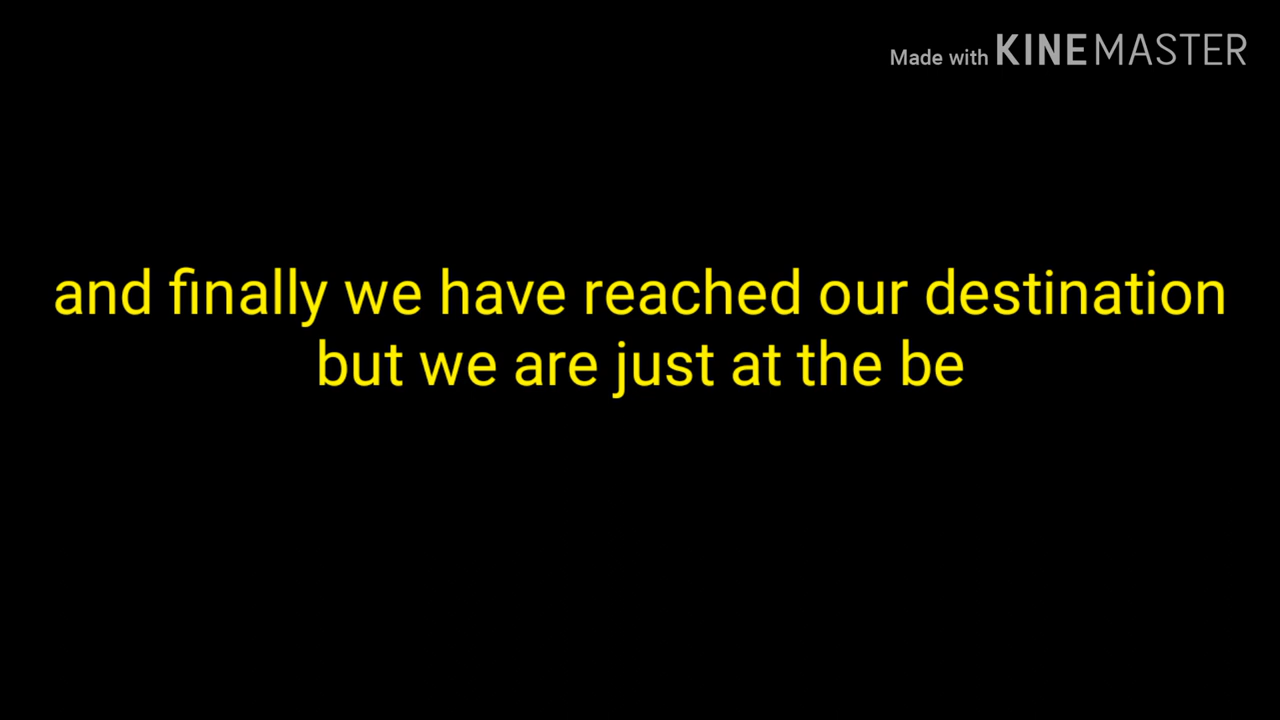 Made with KINEMASTER
and finally we have reached our destination
but we are just at the be